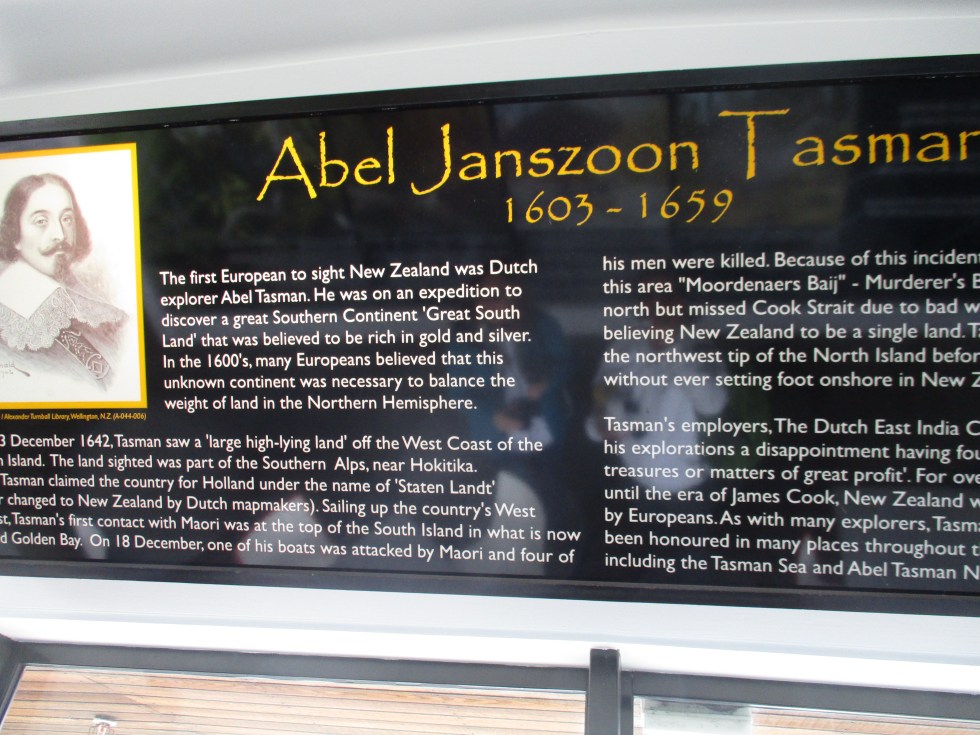 Abel Janszoon Tasman
1603 - 1659
The first European to sight New Zealand was Dutch
explorer Abel Tasman. He was on an expedition to
discover a great Southern Continent 'Great South
Land' that was believed to be rich in gold and silver.
In the 1600's, many Europeans believed that this
unknown continent was necessary to balance the
weight of land in the Northern Hemisphere.
Alexander Turnbull Library, Wellington, N.Z. (A-044-006)
3 December 1642, Tasman saw a 'large high-lying land' off the West Coast of the
Island. The land sighted was part of the Southern Alps, near Hokitika.
Tasman claimed the country for Holland under the name of 'Staten Landt'
changed to New Zealand by Dutch mapmakers). Sailing up the country's West
Tasman's first contact with Maori was at the top of the South Island in what is now
Golden Bay. On 18 December, one of his boats was attacked by Maori and four of
his men were killed. Because of this incident
this area "Moordenaers Baij" - Murderer's
north but missed Cook Strait due to bad
believing New Zealand to be a single land.
the northwest tip of the North Island
without ever setting foot onshore in New
Tasman's employers, The Dutch East India
his explorations a disappointment having
treasures or matters of great profit'. For
until the era of James Cook, New Zealand
by Europeans. As with many explorers,
been honoured in many places throughout
including the Tasman Sea and Abel Tasman